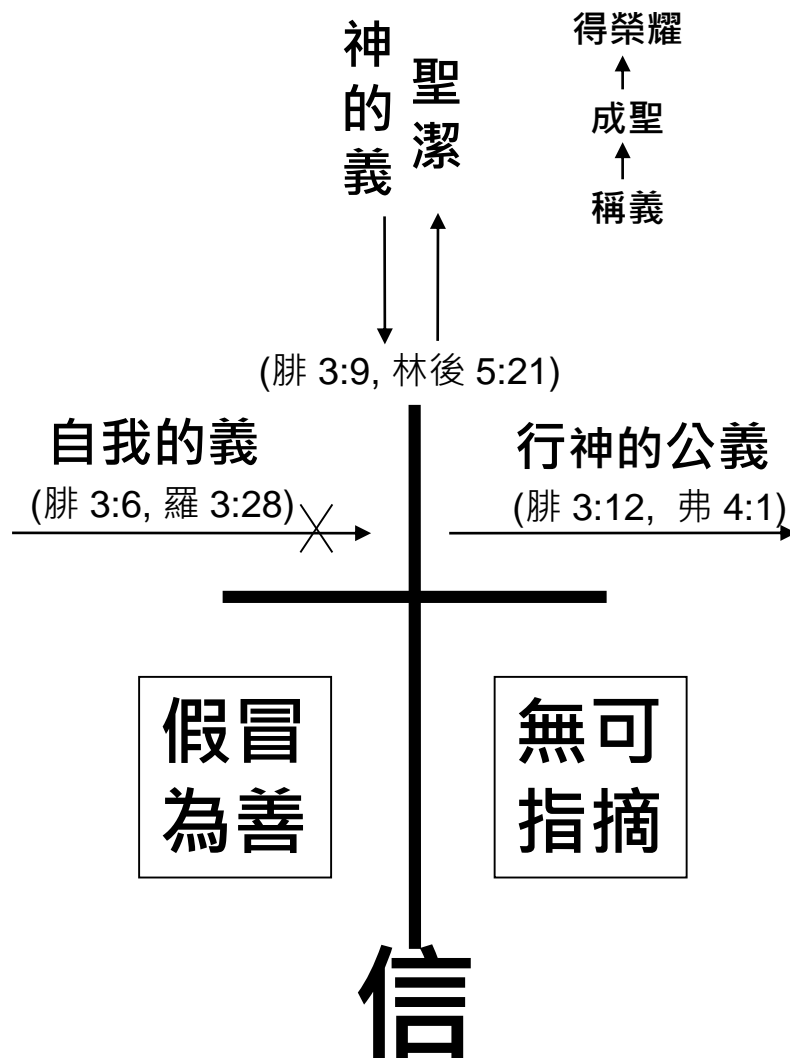 神的義
聖潔
得榮耀
成聖
稱義
(腓 3:9, 林後 5:21)
自我的義
(腓 3:6, 羅 3:28)
行神的公義
(腓 3:12, 弗 4:1)
假冒
為善
無可
指摘
信